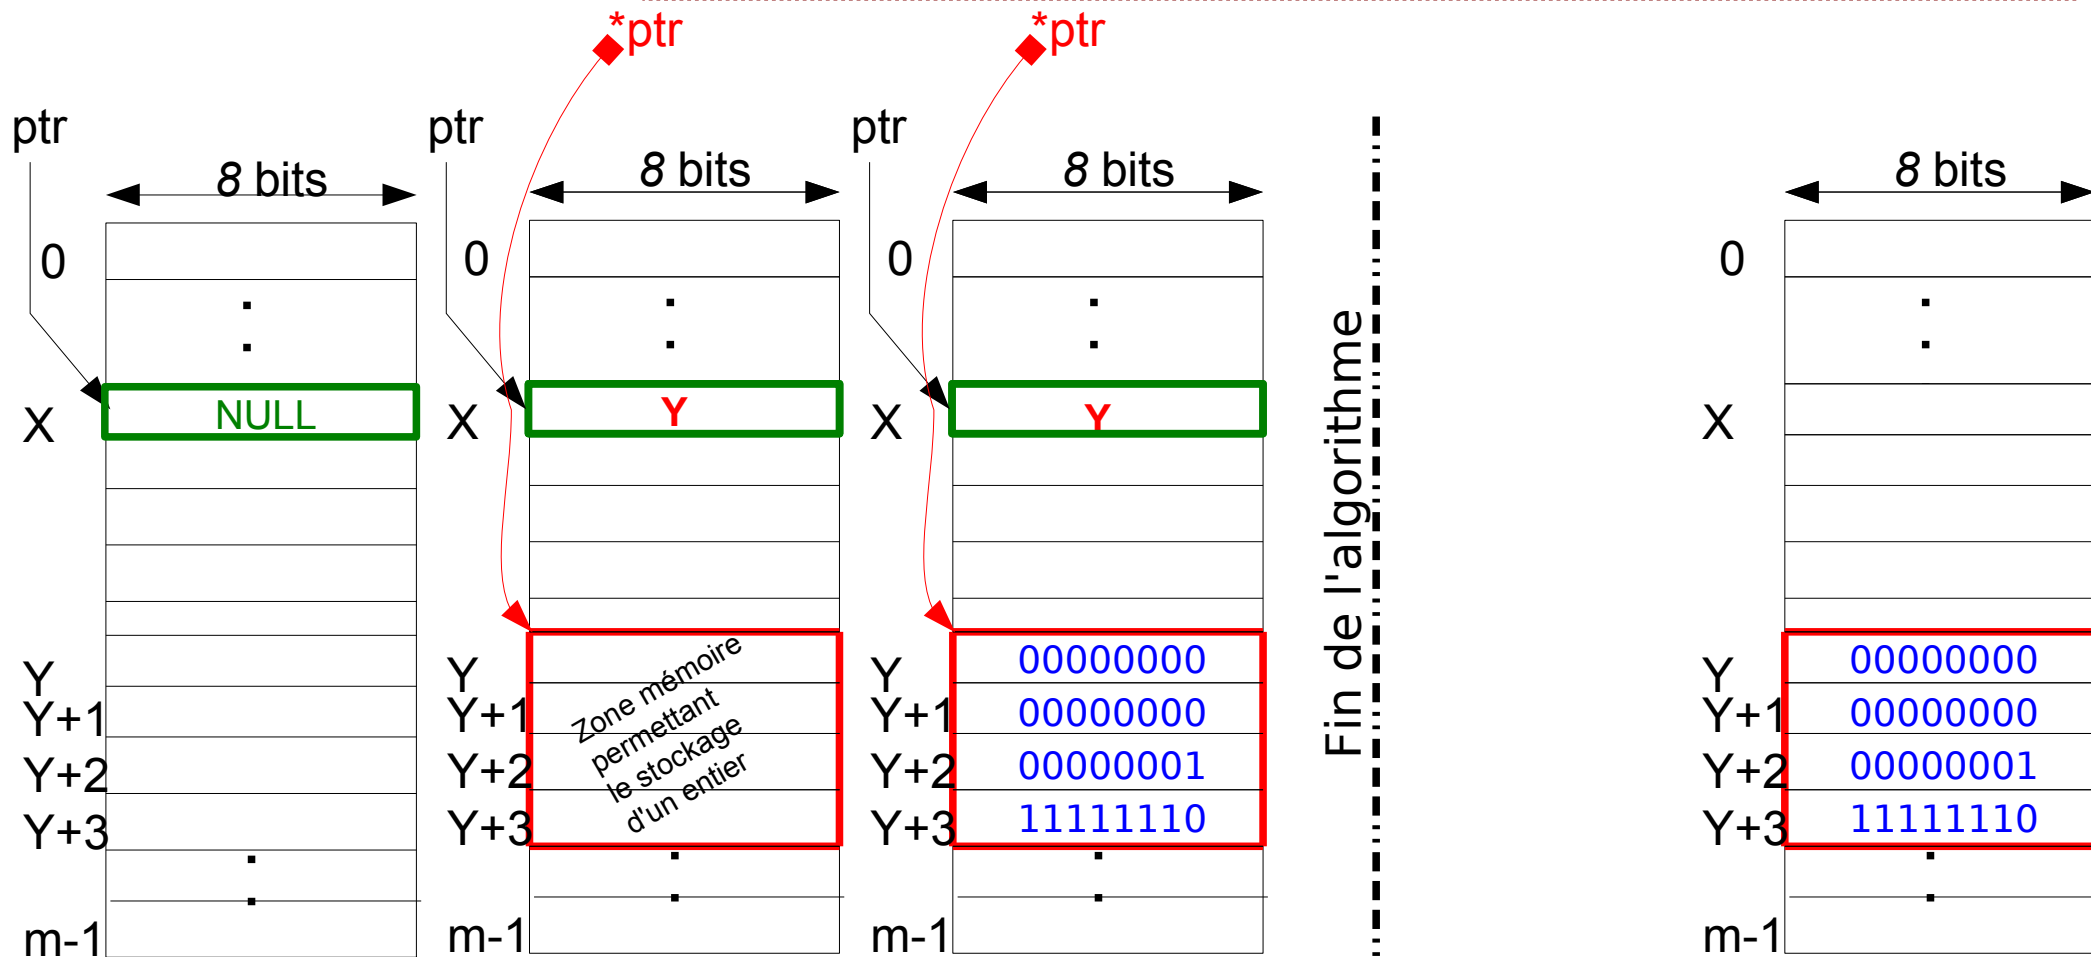 *ptr
*ptr
ptr
ptr
ptr
8 bits
8 bits
8 bits
8 bits
0
0
0
0
X
NULL
X
Y
X
Y
X
Fin de l'algorithme
Y
Y+1
Y+2
Y+3
m-1
Y
Y+1
Y+2
Y+3
m-1
Zone mémoire
permettant
le stockage
d'un entier
Y
00000000
Y+1
00000000
Y+2
00000001
Y+3
11111110
m-1
Y
00000000
Y+1
00000000
Y+2
00000001
Y+3
11111110
m-1